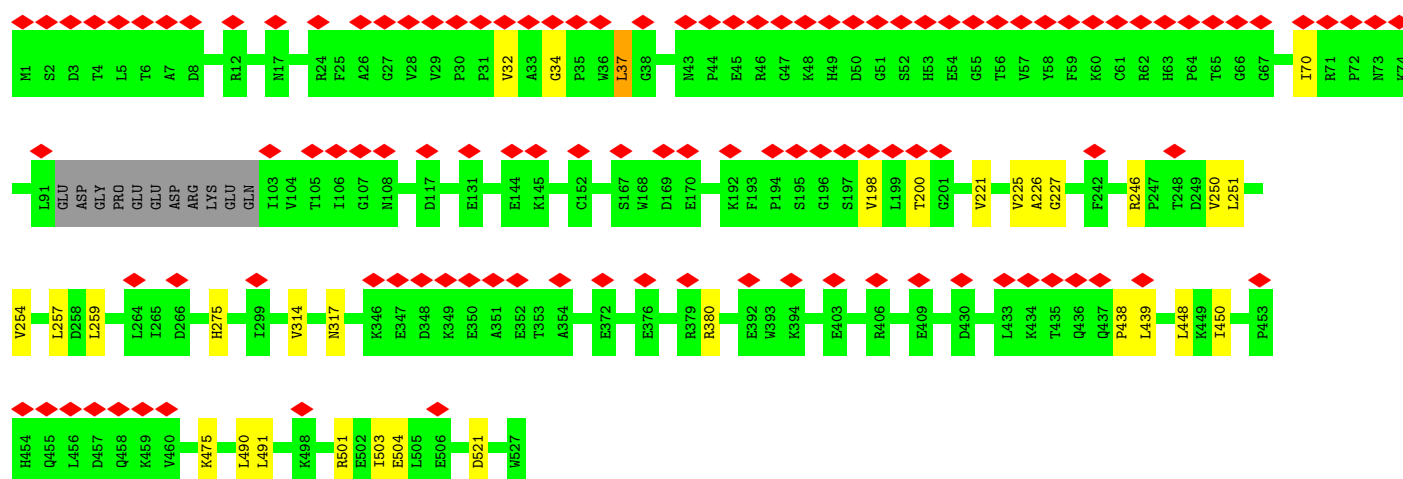 M1 S2 D3 T4 L5 T6 A7 D8 R12 N17 R24 F25 A26 G27 V28 V29 P30 P31 V32 A33 G34 P35 W36 L37 G38 N43 P44 E45 R46 G47 K48 H49 D50 G51 S52 H53 E54 G55 T56 V57 Y58 F59 K60 C61 R62 H63 P64 T65 G66 G67 I70 R71 P72 N73 K74
L91 GLU ASP GLY PRO GLU GLU ASP ARG LYS GLU GLN I103 V104 T105 I106 G107 N108 D117 E131 E144 K145 C152 S167 W168 D169 E170 K192 F193 P194 S195 G196 S197 V198 L199 T200 G201 V221 V225 A226 G227 F242 R246 P247 T248 D249 V250 L251
V254 L257 D258 L259 L264 I265 D266 H275 I299 V314 N317 K346 E347 D348 K349 E350 A351 E352 T353 A354 E372 E376 R379 R380 E392 W393 K394 E403 R406 E409 D430 L433 K434 T435 Q436 Q437 P438 L439 L448 K449 I450 P453
H454 Q455 L456 D457 Q458 K459 V460 K475 L490 L491 K498 R501 E502 I503 E504 L505 E506 D521 W527